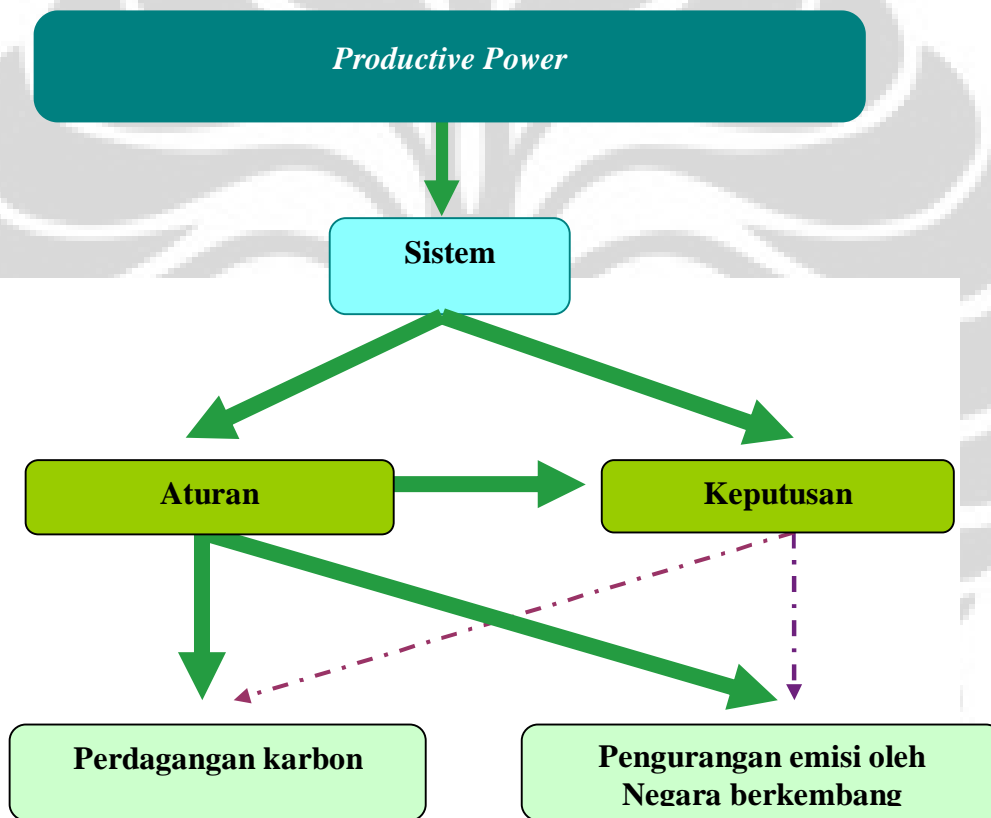 Productive Power
Sistem
Aturan
Keputusan
Perdagangan karbon
Pengurangan emisi oleh
Negara berkembang